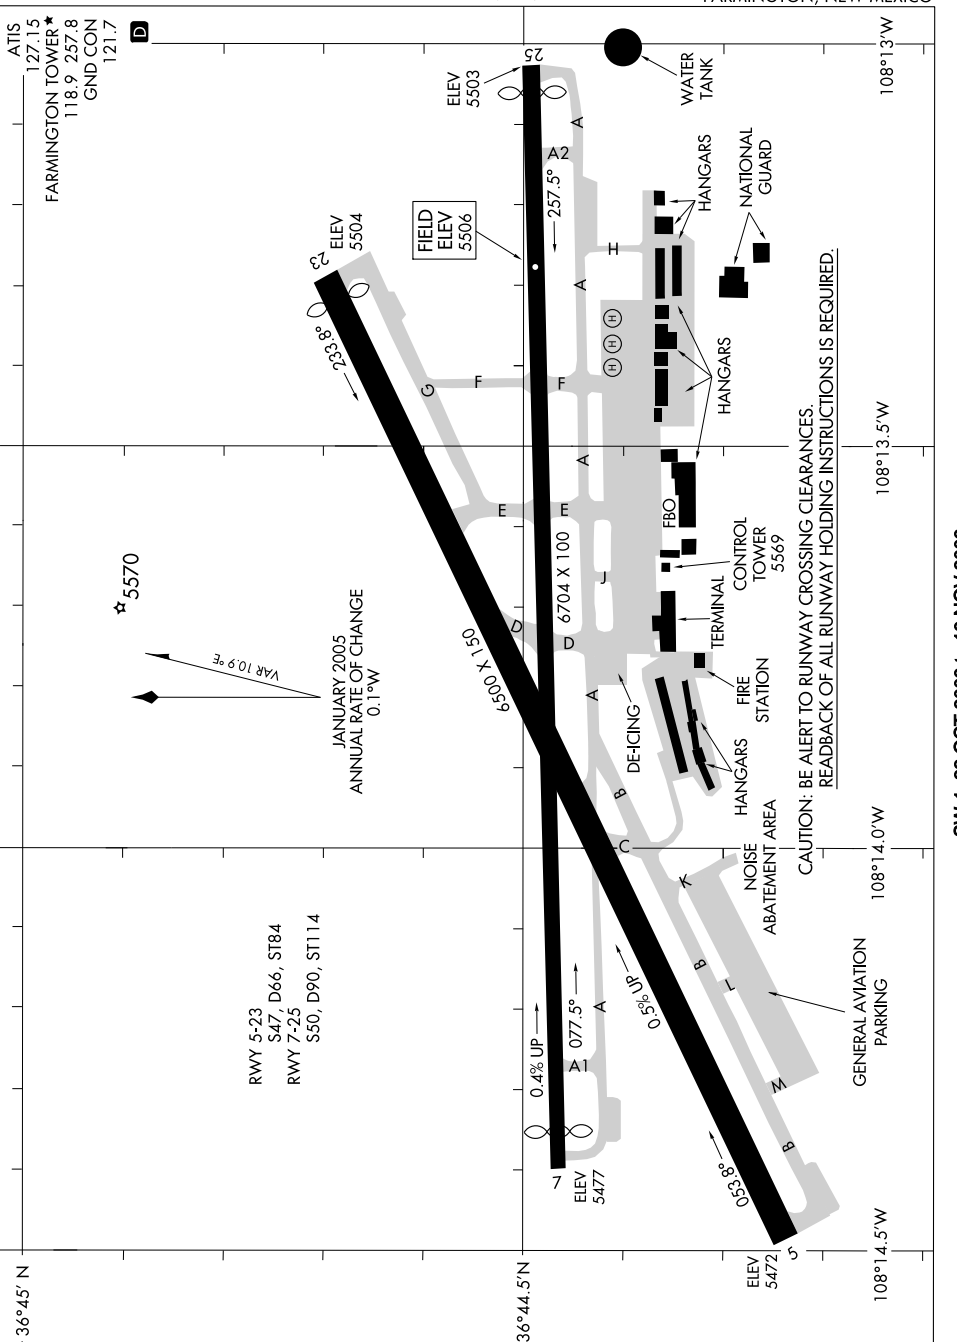 FARMINGTON, NEW MEXICO
ATIS
127.15
FARMINGTON TOWER★
118.9 257.8
GND CON
121.7
D
36°45' N
36°44.5'N
108°13'W
108°13.5'W
108°14.0'W
108°14.5'W
25
ELEV
5503
WATER
TANK
A
A2
257.5°
FIELD
ELEV
5506
23
ELEV
5504
233.8°
HANGARS
NATIONAL
GUARD
H
A
H
H
H
HANGARS
G
F
F
A
E
E
FBO
6704 X 100
J
CONTROL
TOWER
5569
TERMINAL
D
D
6500 X 150
A
FIRE
STATION
DE-ICING
HANGARS
B
C
K
5570
VAR 10.9°E
JANUARY 2005
ANNUAL RATE OF CHANGE
0.1°W
NOISE
ABATEMENT AREA
CAUTION: BE ALERT TO RUNWAY CROSSING CLEARANCES.
READBACK OF ALL RUNWAY HOLDING INSTRUCTIONS IS REQUIRED.
RWY 5-23
S47, D66, ST84
RWY 7-25
S50, D90, ST114
0.4% UP
077.5°
A
A1
0.5% UP
B
L
M
B
GENERAL AVIATION
PARKING
7
ELEV
5477
053.8°
5
ELEV
5472